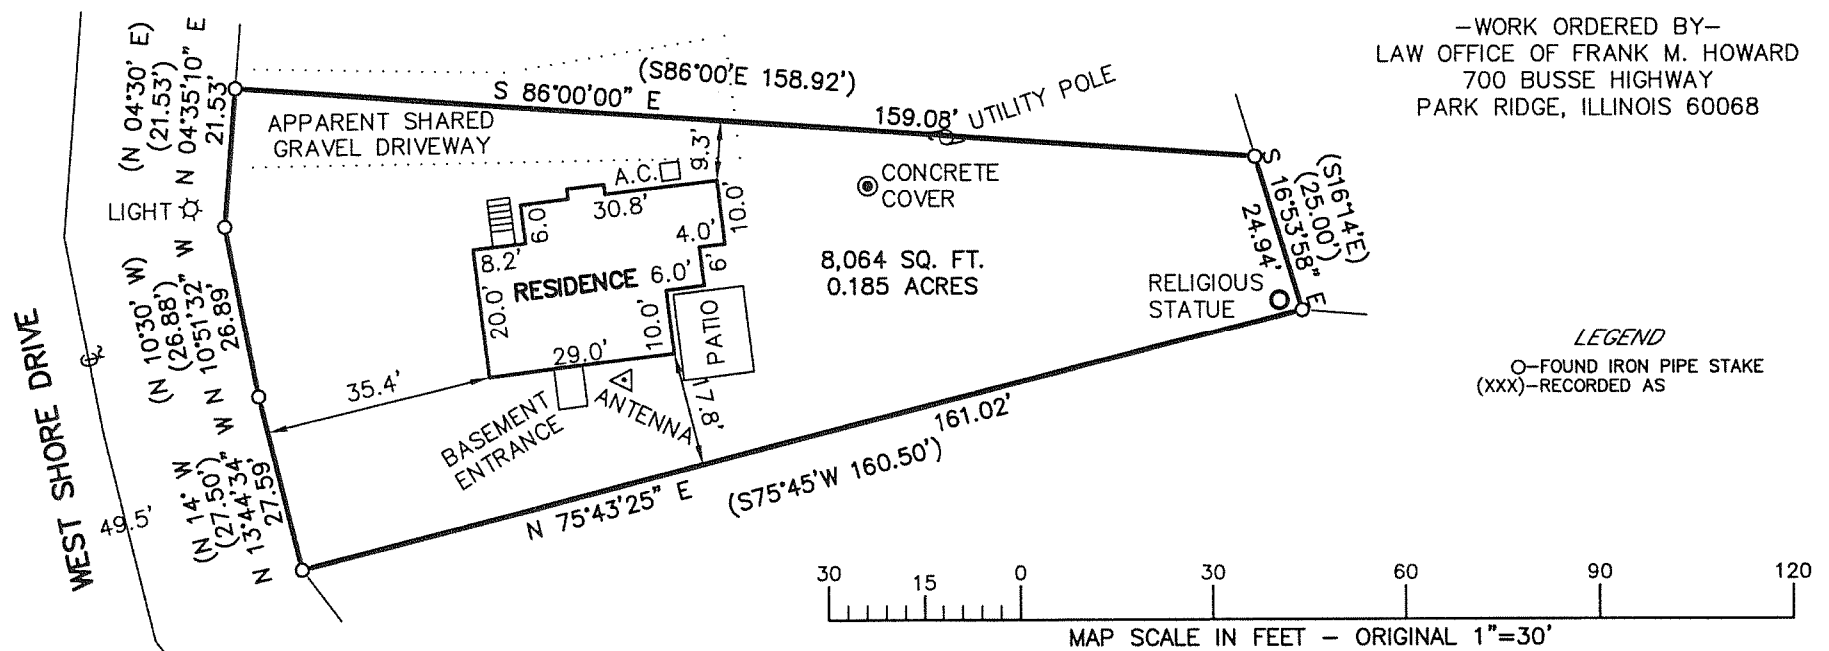 -WORK ORDERED BY-
LAW OFFICE OF FRANK M. HOWARD
700 BUSSE HIGHWAY
PARK RIDGE, ILLINOIS 60068
(N 04°30' E)
(21.53')
N 04°35'10" E
21.53'
(S86°00'E 158.92')
S 86°00'00" E
159.08'
UTILITY POLE
APPARENT SHARED
GRAVEL DRIVEWAY
9.3'
A.C.
CONCRETE
COVER
S 16°53'58" E
24.94'
(S16°14'E)
(25.00')
LIGHT
30.8'
6.0
10.0'
4.0'
8.2'
6'
6.0'
RESIDENCE
20.0'
10.0'
29.0'
PATIO
8,064 SQ. FT.
0.185 ACRES
RELIGIOUS
STATUE
(N 10°30' W)
(26.88')
N 10°51'32" W
26.89'
WEST SHORE DRIVE
35.4'
17.8'
BASEMENT
ENTRANCE
ANTENNA
LEGEND
O-FOUND IRON PIPE STAKE
(XXX)-RECORDED AS
161.02'
N 75°43'25" E
(S75°45'W 160.50')
(N 14° W
(27.50')
N 13°44'34" W
27.59'
49.5'
30 15 0 30 60 90 120
MAP SCALE IN FEET - ORIGINAL 1"=30'